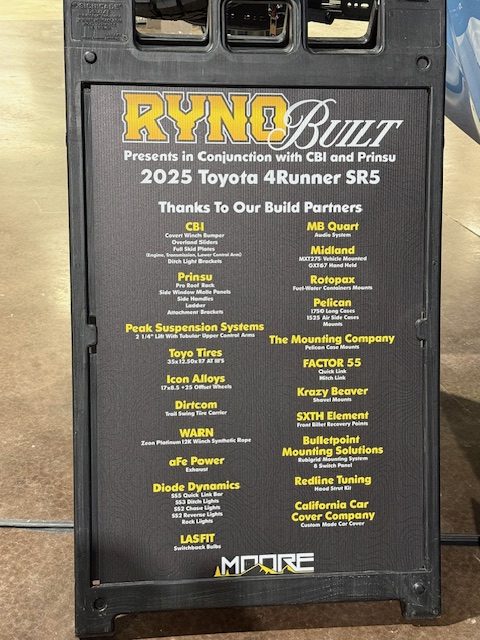 RYNO BUILT
Presents in Conjunction with CBI and Prinsu
2025 Toyota 4Runner SR5
Thanks To Our Build Partners
CBI
Covert Winch Bumper
Overland Sliders
Full Skid Plates
(Engine, Transmission, Lower Control Arm)
Ditch Light Brackets
Prinsu
Pro Roof Rack
Side Window Molle Panels
Side Handles
Ladder
Attachment Brackets
Peak Suspension Systems
2 1/4" Lift With Tubular Upper Control Arms
Toyo Tires
35x12.50x17 AT III'S
Icon Alloys
17x8.5 +25 Offset Wheels
Dirtcom
Trail Swing Tire Carrier
WARN
Zeon Platinum 12K Winch Synthetic Rope
aFe Power
Exhaust
Diode Dynamics
SS5 Quick Link Bar
SS3 Ditch Lights
SS2 Chase Lights
SS2 Reverse Lights
Rock Lights
LASFIT
Switchback Bulbs
MB Quart
Audio System
Midland
MXT275 Vehicle Mounted
GXT67 Hand Held
Rotopax
Fuel-Water Containers Mounts
Pelican
1750 Long Cases
1525 Air Side Cases
Mounts
The Mounting Company
Pelican Case Mounts
FACTOR 55
Quick Link
Hitch Link
Krazy Beaver
Shovel Mounts
SXTH Element
Front Billet Recovery Points
Bulletpoint
Mounting Solutions
Rubigrid Mounting System
8 Switch Panel
Redline Tuning
Hood Strut Kit
California Car
Cover Company
Custom Made Car Cover
MOORE